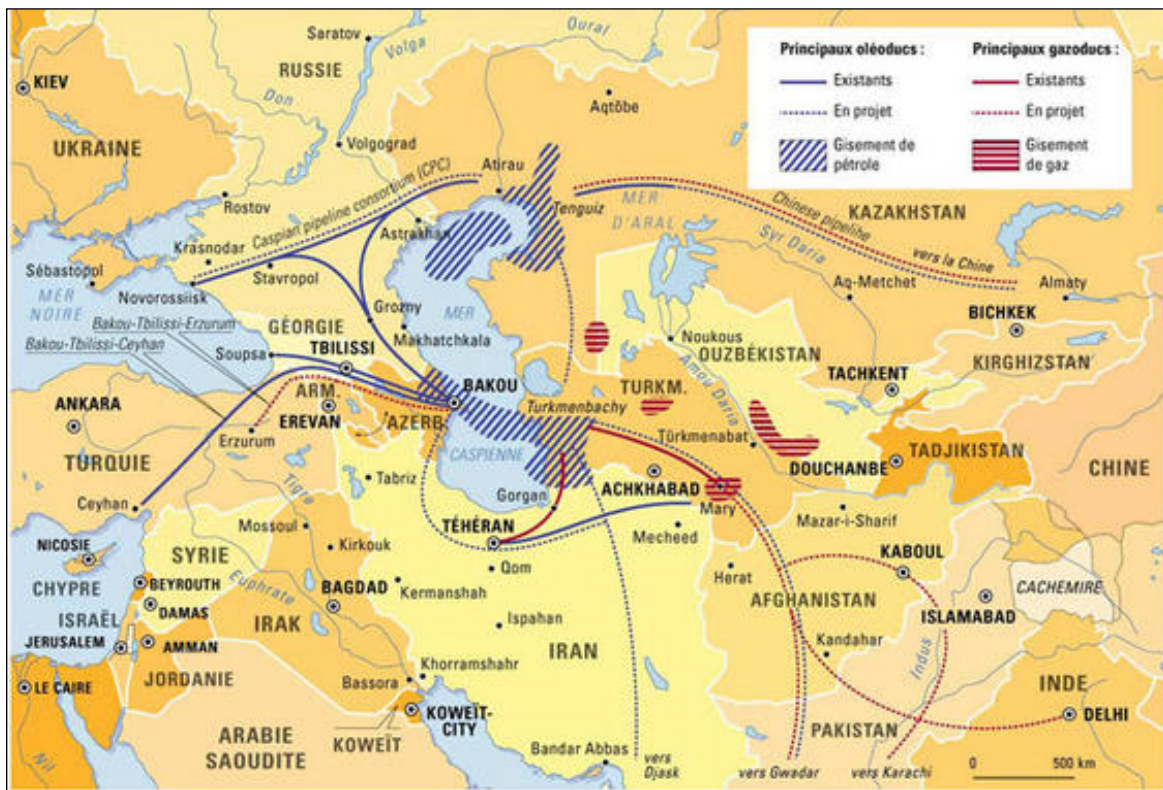 Principaux oléoducs :
Existants
En projet
Gisement de
pétrole
Principaux gazoducs :
Existants
En projet
Gisement
de gaz
Saratov
Volga
Oural
RUSSIE
KIEV
Don
Aqtöbe
UKRAINE
Volgograd
Atirau
Rostov
Caspian pipeline consortium (CPC)
Tenguiz
MER
D'ARAL
Chinese pipelihe
KAZAKHSTAN
Krasnodar
Astrakhan
Syr Daria
vers la Chine
Sébastopol
Stavropol
Aq-Metchet
Almaty
MER
NOIRE
Novorossiisk
Grozny
MER
BICHKEK
Bakou-Tbilissi-Erzurum
GÉORGIE
Makhatchkala
Noukous
Bakou-Tbilissi-Ceyhan
Soupsa
TBILISSI
OUZBÉKISTAN
KIRGHIZSTAN
TACHKENT
ANKARA
ARM.
BAKOU
TURKM.
Amou Daria
EREVAN
AZERB.
Turkmenbachy
Erzurum
Türkmenabat
TADJIKISTAN
TURQUIE
CASPIENNE
DOUCHANBE
CHINE
Tabriz
ACHKHABAD
Ceyhan
Tigre
Gorgan
Mary
Mossoul
TÉHÉRAN
Mecheed
Mazar-i-Sharif
NICOSIE
SYRIE
Kirkouk
Qom
KABOUL
CHYPRE
BEYROUTH
Euphrate
BAGDAD
Kermanshah
Herat
CACHEMIRE
ISRAËL
DAMAS
AFGHANISTAN
ISLAMABAD
IRAK
Ispahan
JERUSALEM
AMMAN
IRAN
Kandahar
Indus
JORDANIE
Khorramshahr
LE CAIRE
Bassora
INDE
KOWEÏT-
CITY
DELHI
ARABIE
SAOUDITE
KOWEÏT
PAKISTAN
Bandar Abbas
Nil
vers
Djask
vers Gwadar
vers Karachi
0
500 km